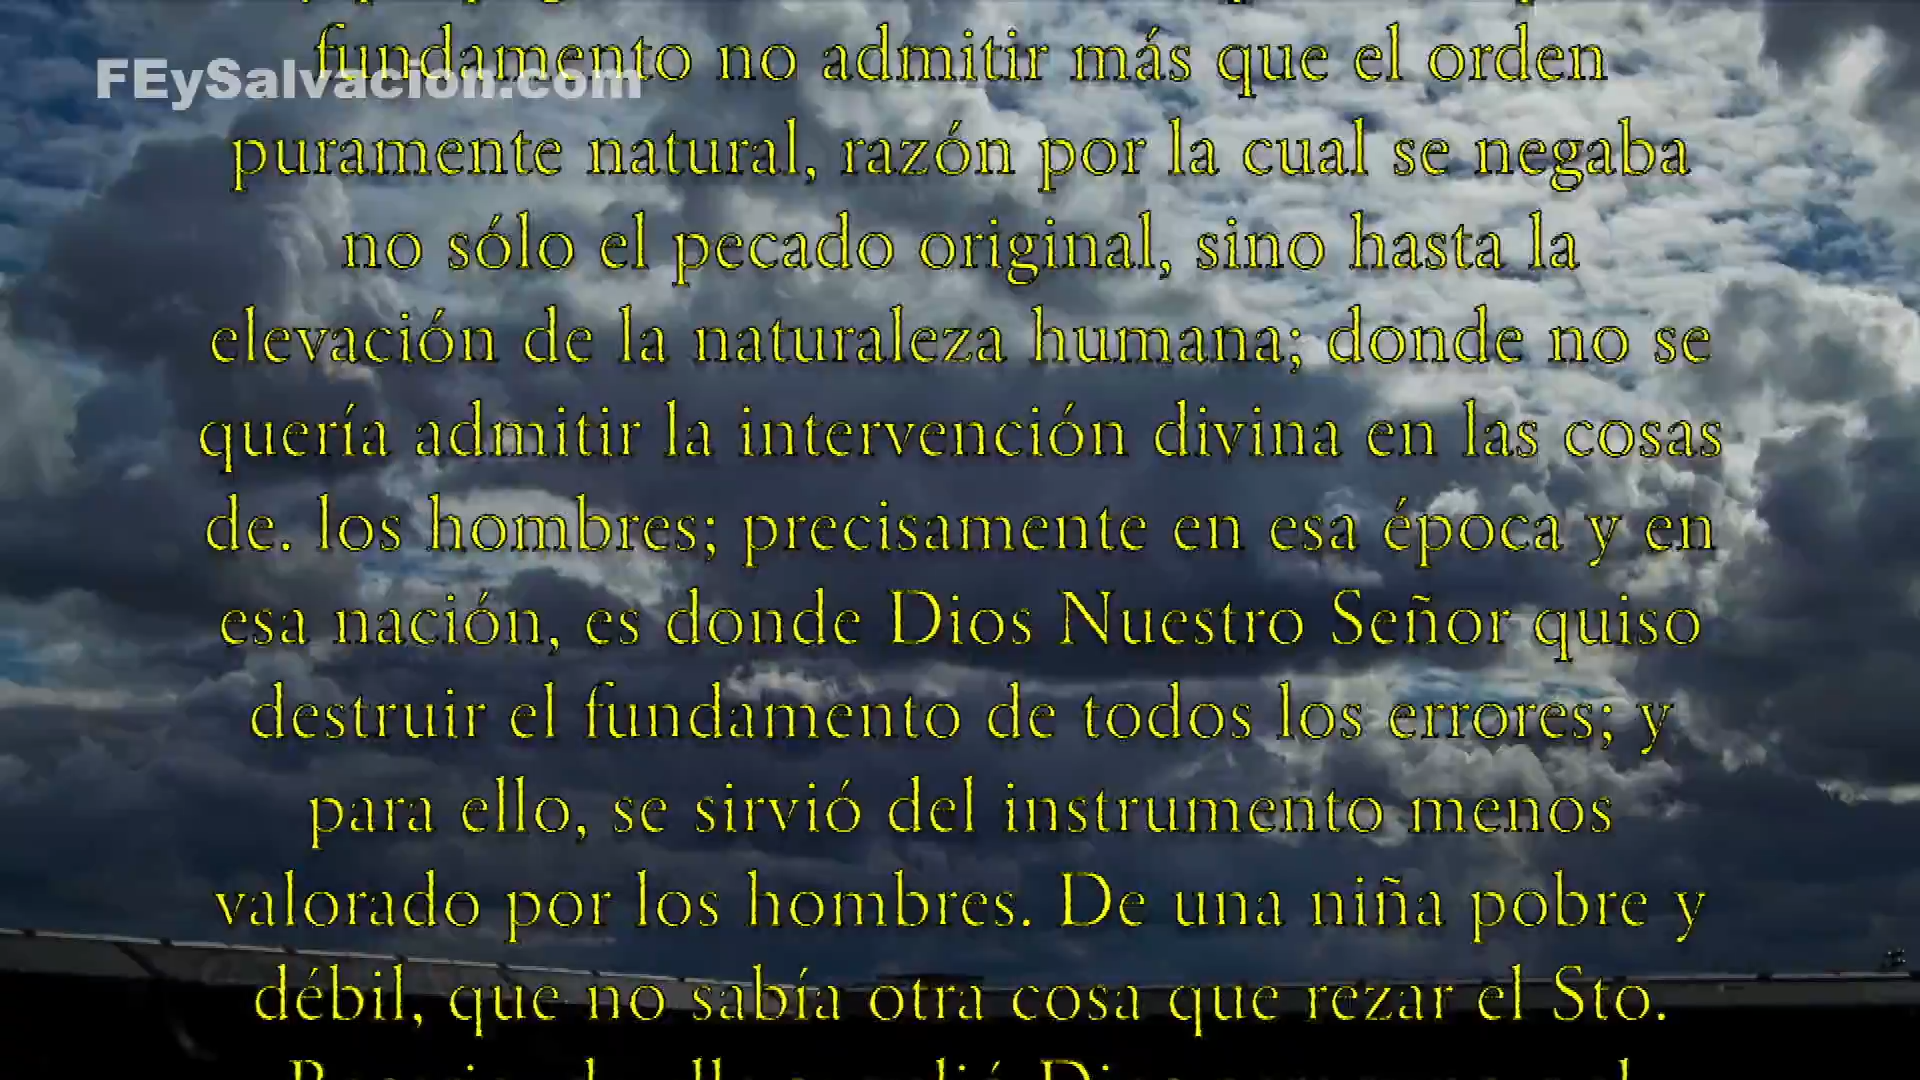 FEySalvacion.com
fundamento no admitir más que el orden
puramente natural, razón por la cual se negaba
no sólo el pecado original, sino hasta la
elevación de la naturaleza humana; donde no se
quería admitir la intervención divina en las cosas
de. los hombres; precisamente en esa época y en
esa nación, es donde Dios Nuestro Señor quiso
destruir el fundamento de todos los errores; y
para ello, se sirvió del instrumento menos
valorado por los hombres. De una niña pobre y
débil, que no sabía otra cosa que rezar el Sto.